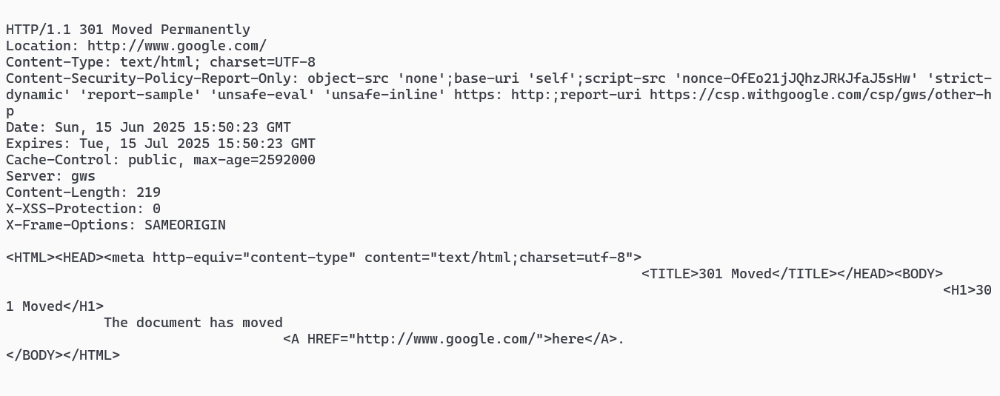 HTTP/1.1 301 Moved Permanently
Location: http://www.google.com/
Content-Type: text/html; charset=UTF-8
Content-Security-Policy-Report-Only: object-src 'none';base-uri 'self';script-src 'nonce-OfEo21jJQhzJRKJfaJ5sHw' 'strict-
dynamic' 'report-sample' 'unsafe-eval' 'unsafe-inline' https: http:;report-uri https://csp.withgoogle.com/csp/gws/other-h
p
Date: Sun, 15 Jun 2025 15:50:23 GMT
Expires: Tue, 15 Jul 2025 15:50:23 GMT
Cache-Control: public, max-age=2592000
Server: gws
Content-Length: 219
X-XSS-Protection: 0
X-Frame-Options: SAMEORIGIN

<HTML><HEAD><meta http-equiv="content-type" content="text/html;charset=utf-8">
<TITLE>301 Moved</TITLE></HEAD><BODY>
<H1>30
1 Moved</H1>
The document has moved
<A HREF="http://www.google.com/">here</A>.
</BODY></HTML>